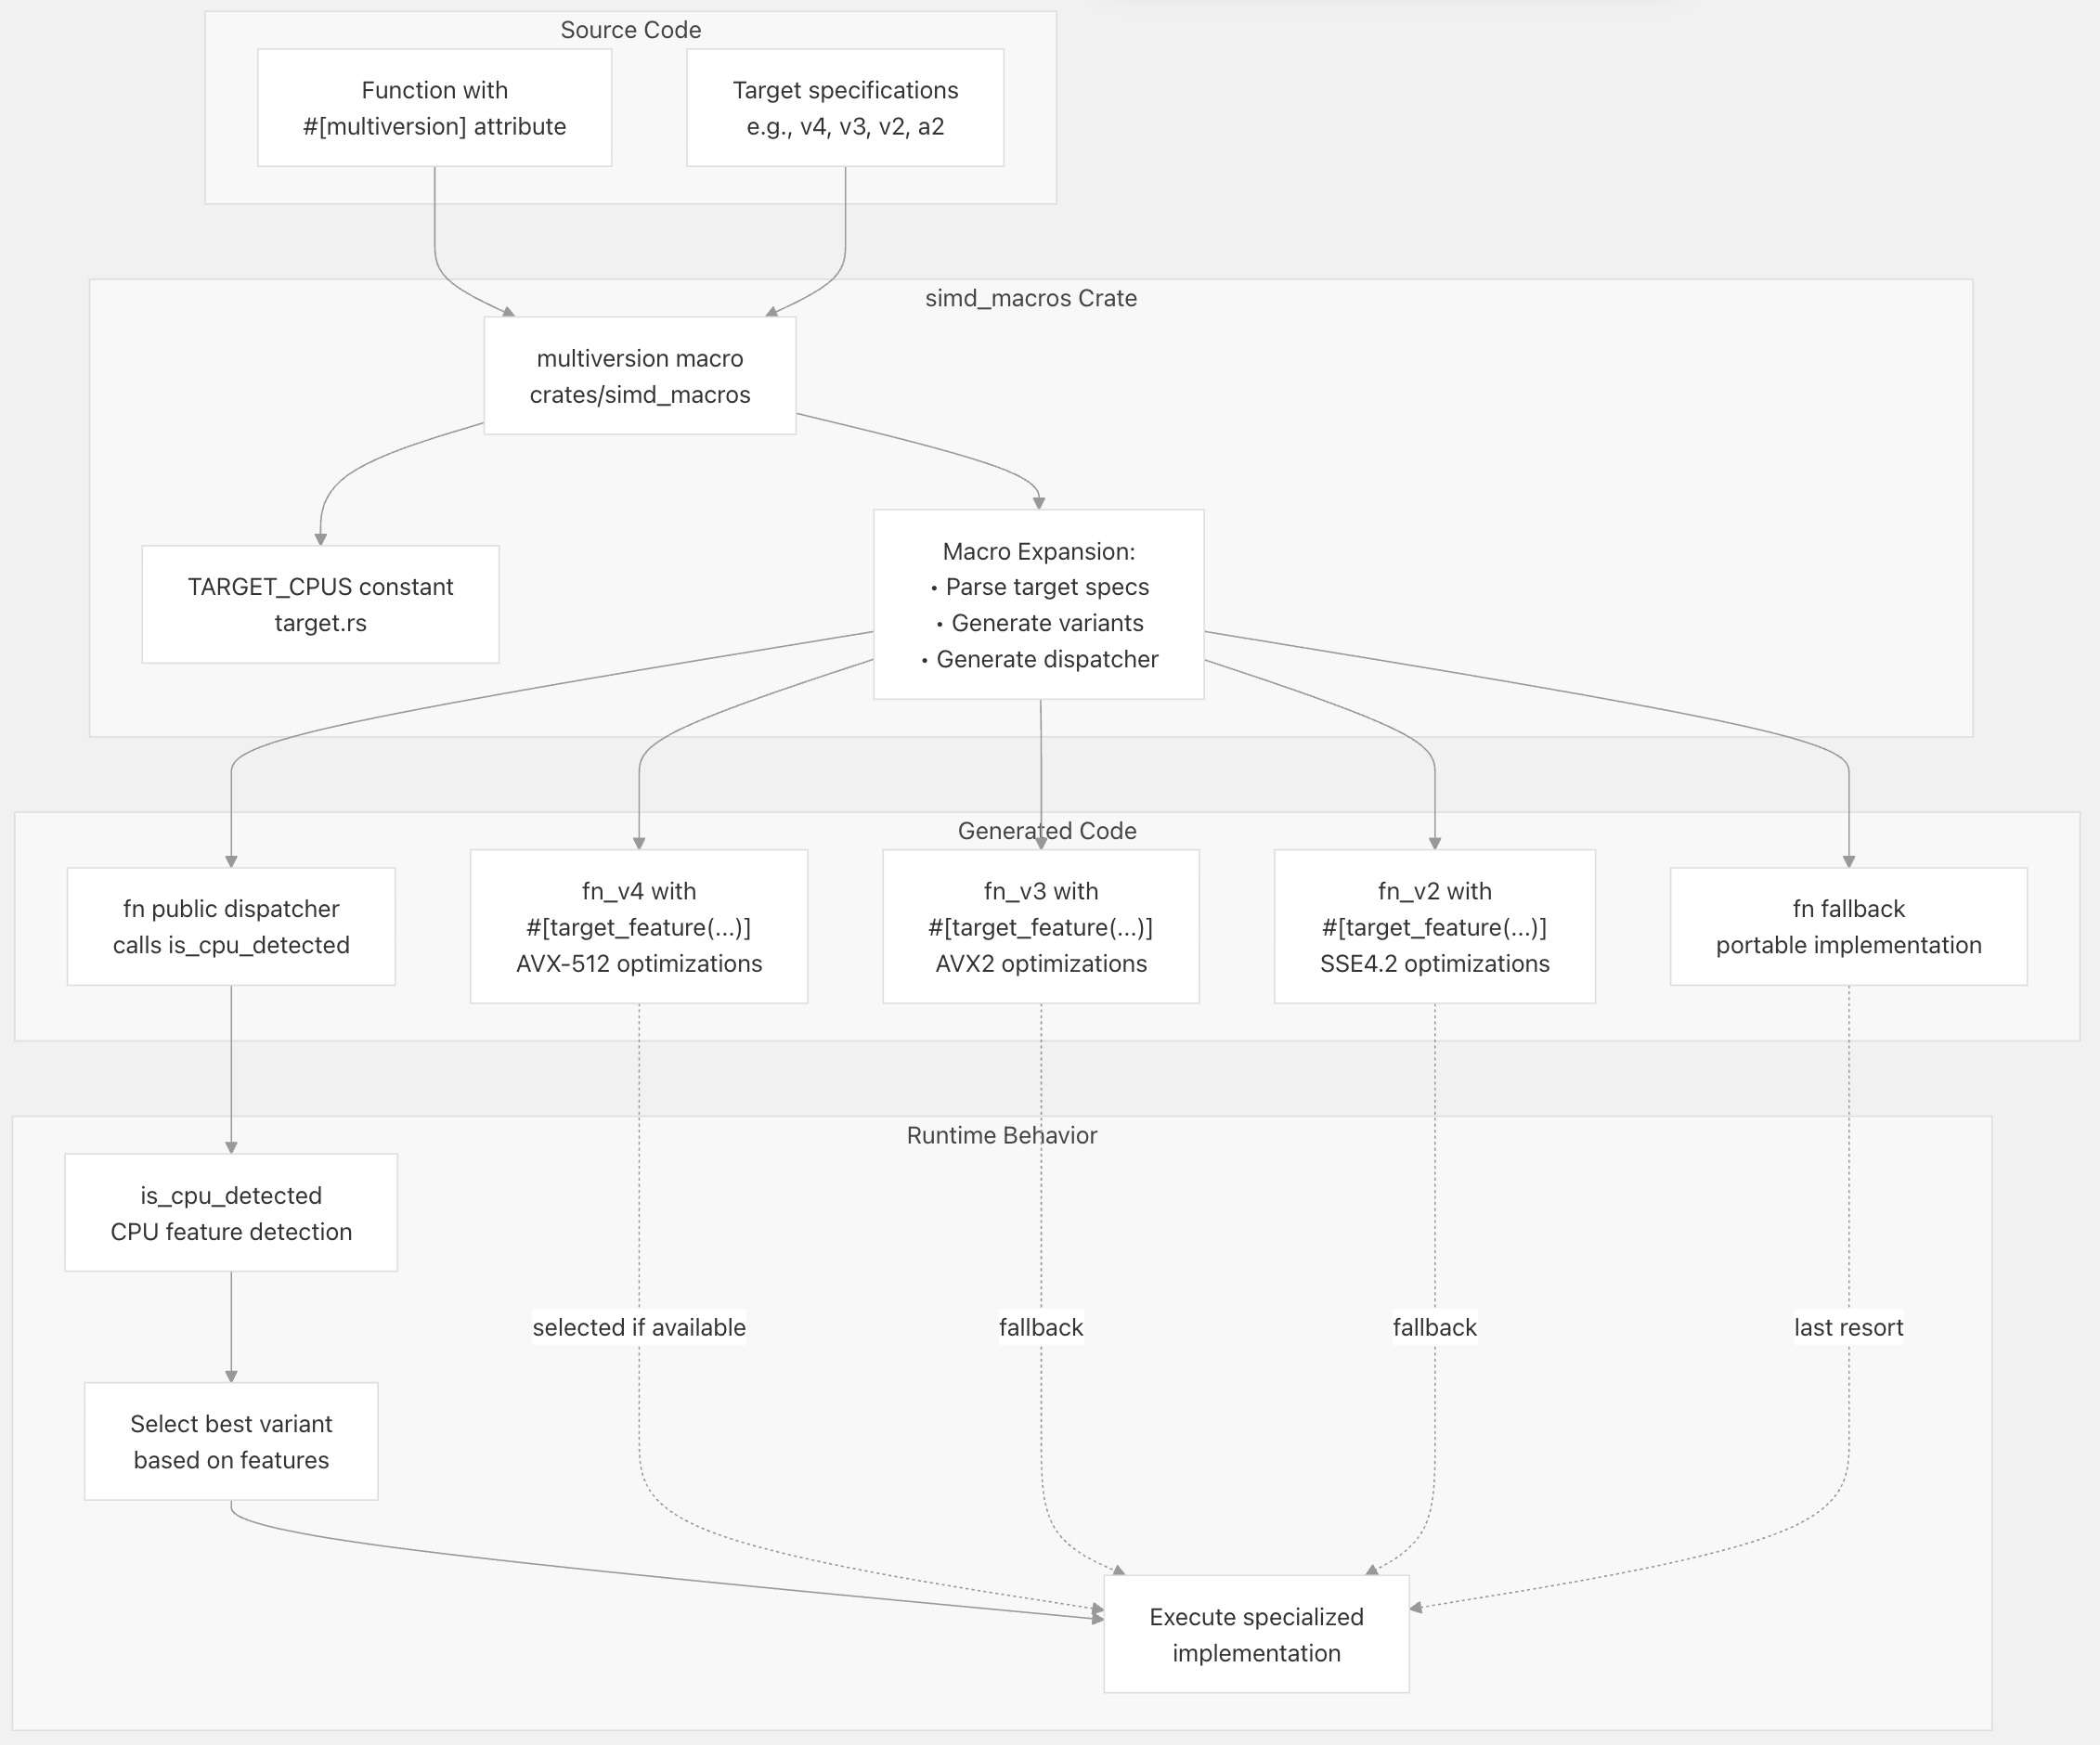 Source Code
Function with
#[multiversion] attribute
Target specifications
e.g., v4, v3, v2, a2
simd_macros Crate
multiversion macro
crates/simd_macros
TARGET_CPUS constant
target.rs
Macro Expansion:
• Parse target specs
• Generate variants
• Generate dispatcher
Generated Code
fn public dispatcher
calls is_cpu_detected
fn_v4 with
#[target_feature(...)]
AVX-512 optimizations
fn_v3 with
#[target_feature(...)]
AVX2 optimizations
fn_v2 with
#[target_feature(...)]
SSE4.2 optimizations
fn fallback
portable implementation
Runtime Behavior
is_cpu_detected
CPU feature detection
selected if available
fallback
fallback
last resort
Select best variant
based on features
Execute specialized
implementation